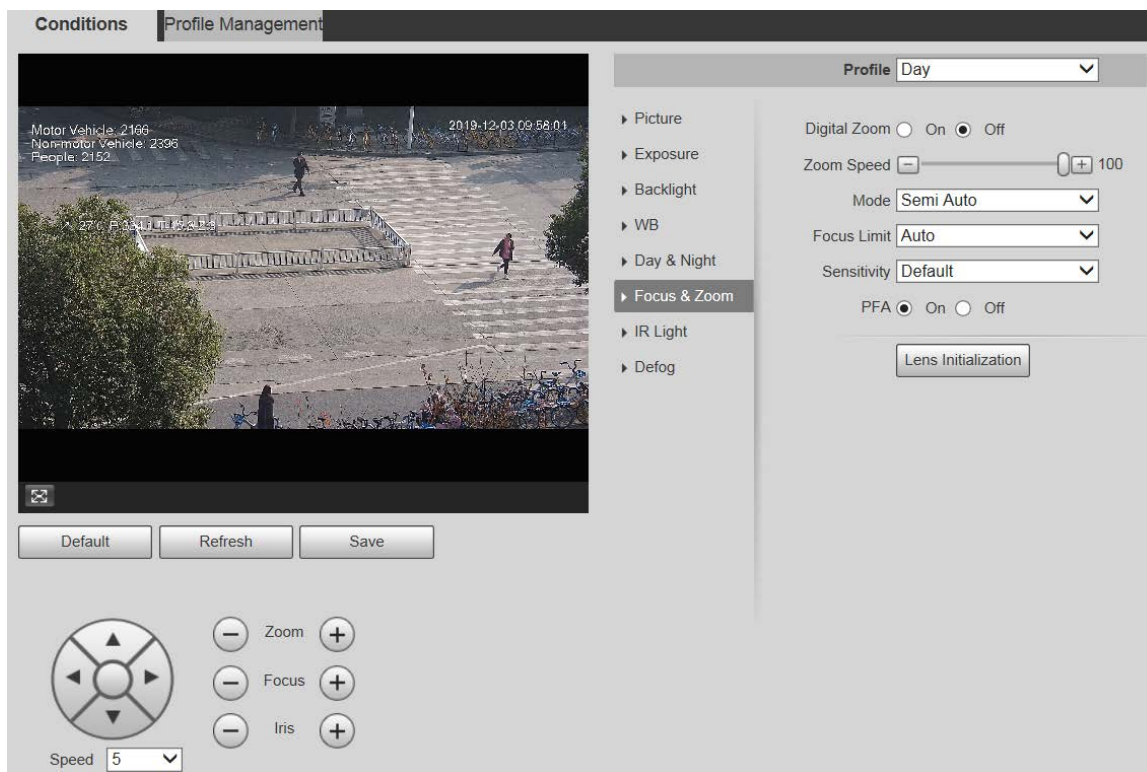 Conditions
Profile Management
Motor Vehicle: 2166
Non-motor Vehicle: 2396
People: 2152
2019-12-03 09:58:01
Profile Day
Picture
Exposure
Backlight
WB
Day & Night
Focus & Zoom
IR Light
Defog
Digital Zoom On Off
Zoom Speed 100
Mode Semi Auto
Focus Limit Auto
Sensitivity Default
PFA On Off
Lens Initialization
Default
Refresh
Save
Zoom
Focus
Iris
Speed 5